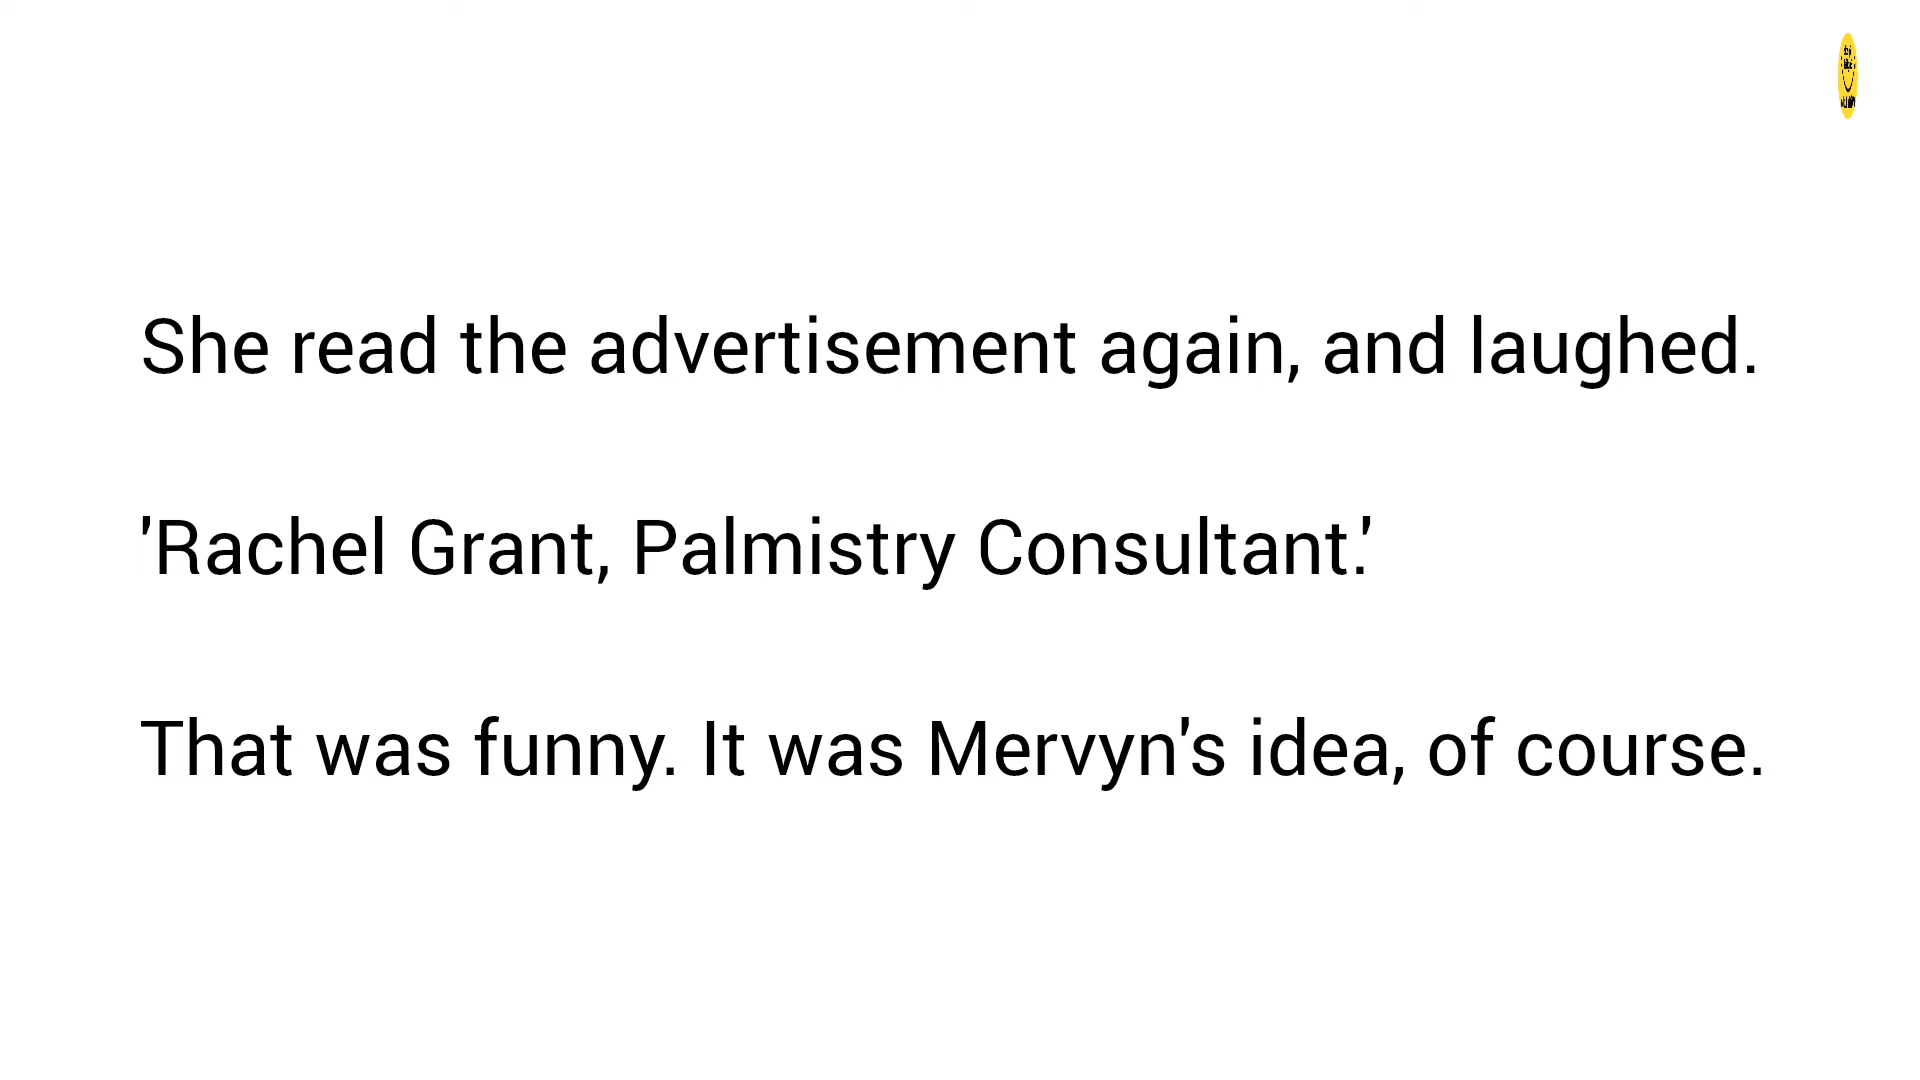 She read the advertisement again, and laughed.
'Rachel Grant, Palmistry Consultant.'
That was funny. It was Mervyn's idea, of course.